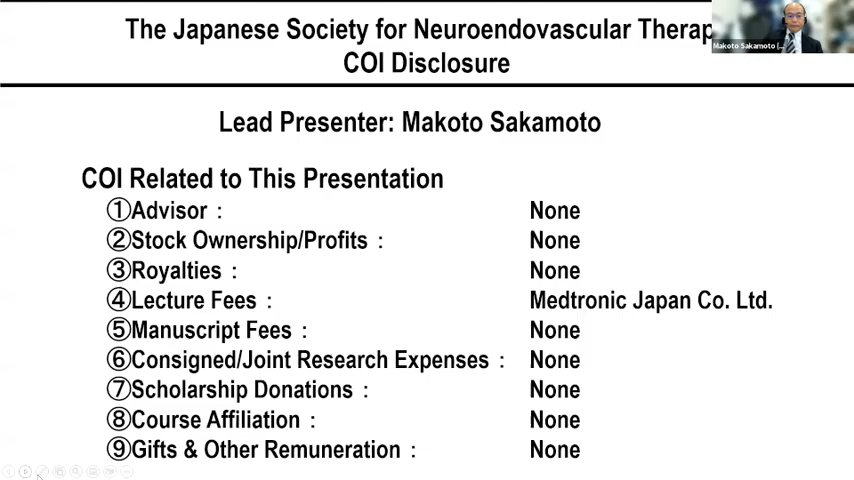 The Japanese Society for Neuroendovascular Therap
COI Disclosure
Makoto Sakamoto (...
Lead Presenter: Makoto Sakamoto
COI Related to This Presentation
①Advisor : None
②Stock Ownership/Profits : None
③Royalties : None
④Lecture Fees : Medtronic Japan Co. Ltd.
⑤Manuscript Fees : None
⑥Consigned/Joint Research Expenses : None
⑦Scholarship Donations : None
⑧Course Affiliation : None
⑨Gifts & Other Remuneration : None